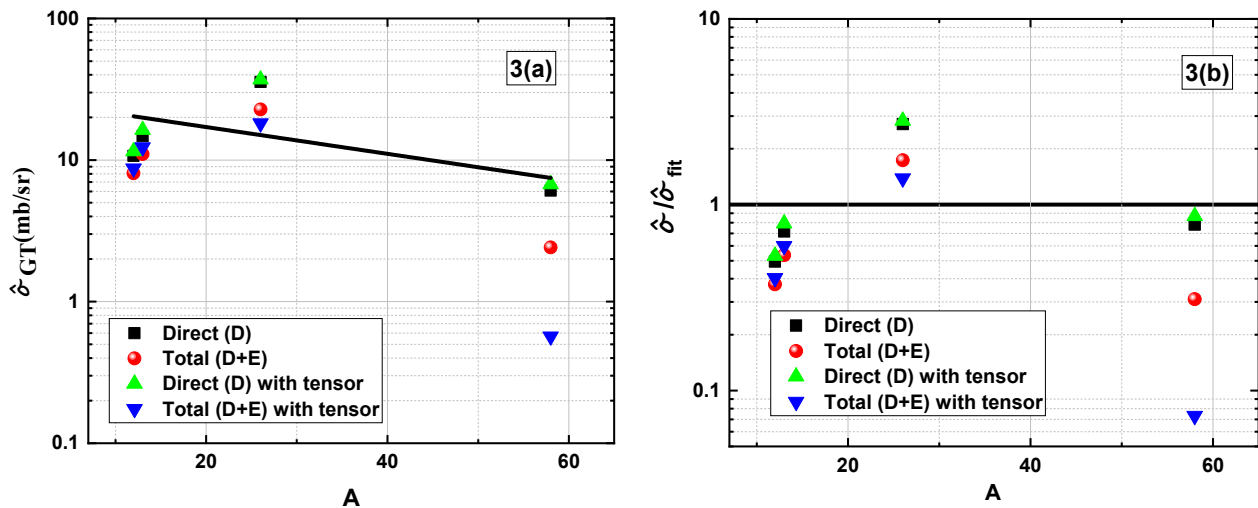 3(a)
σ̂ GT(mb/sr)
100
10
1
0.1
Direct (D)
Total (D+E)
Direct (D) with tensor
Total (D+E) with tensor
20
40
60
A
3(b)
σ̂ /σ̂ fit
10
1
0.1
Direct (D)
Total (D+E)
Direct (D) with tensor
Total (D+E) with tensor
20
40
60
A